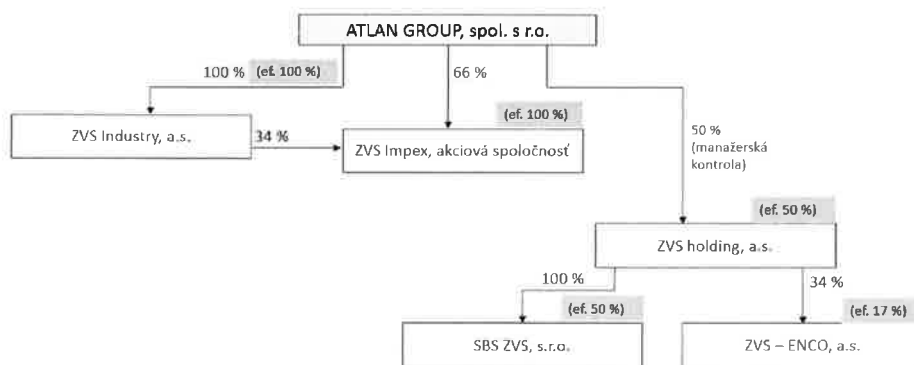 ATLAN GROUP, spol. s r.o.
100 % (ef. 100 %)
66 %
(ef. 100 %)
ZVS Industry, a.s.
34 %
ZVS Impex, akciová spoločnosť
50 %
(manažerská
kontrola)
(ef. 50 %)
ZVS holding, a.s.
100 %
34 %
(ef. 50 %)
(ef. 17 %)
SBS ZVS, s.r.o.
ZVS – ENCO, a.s.